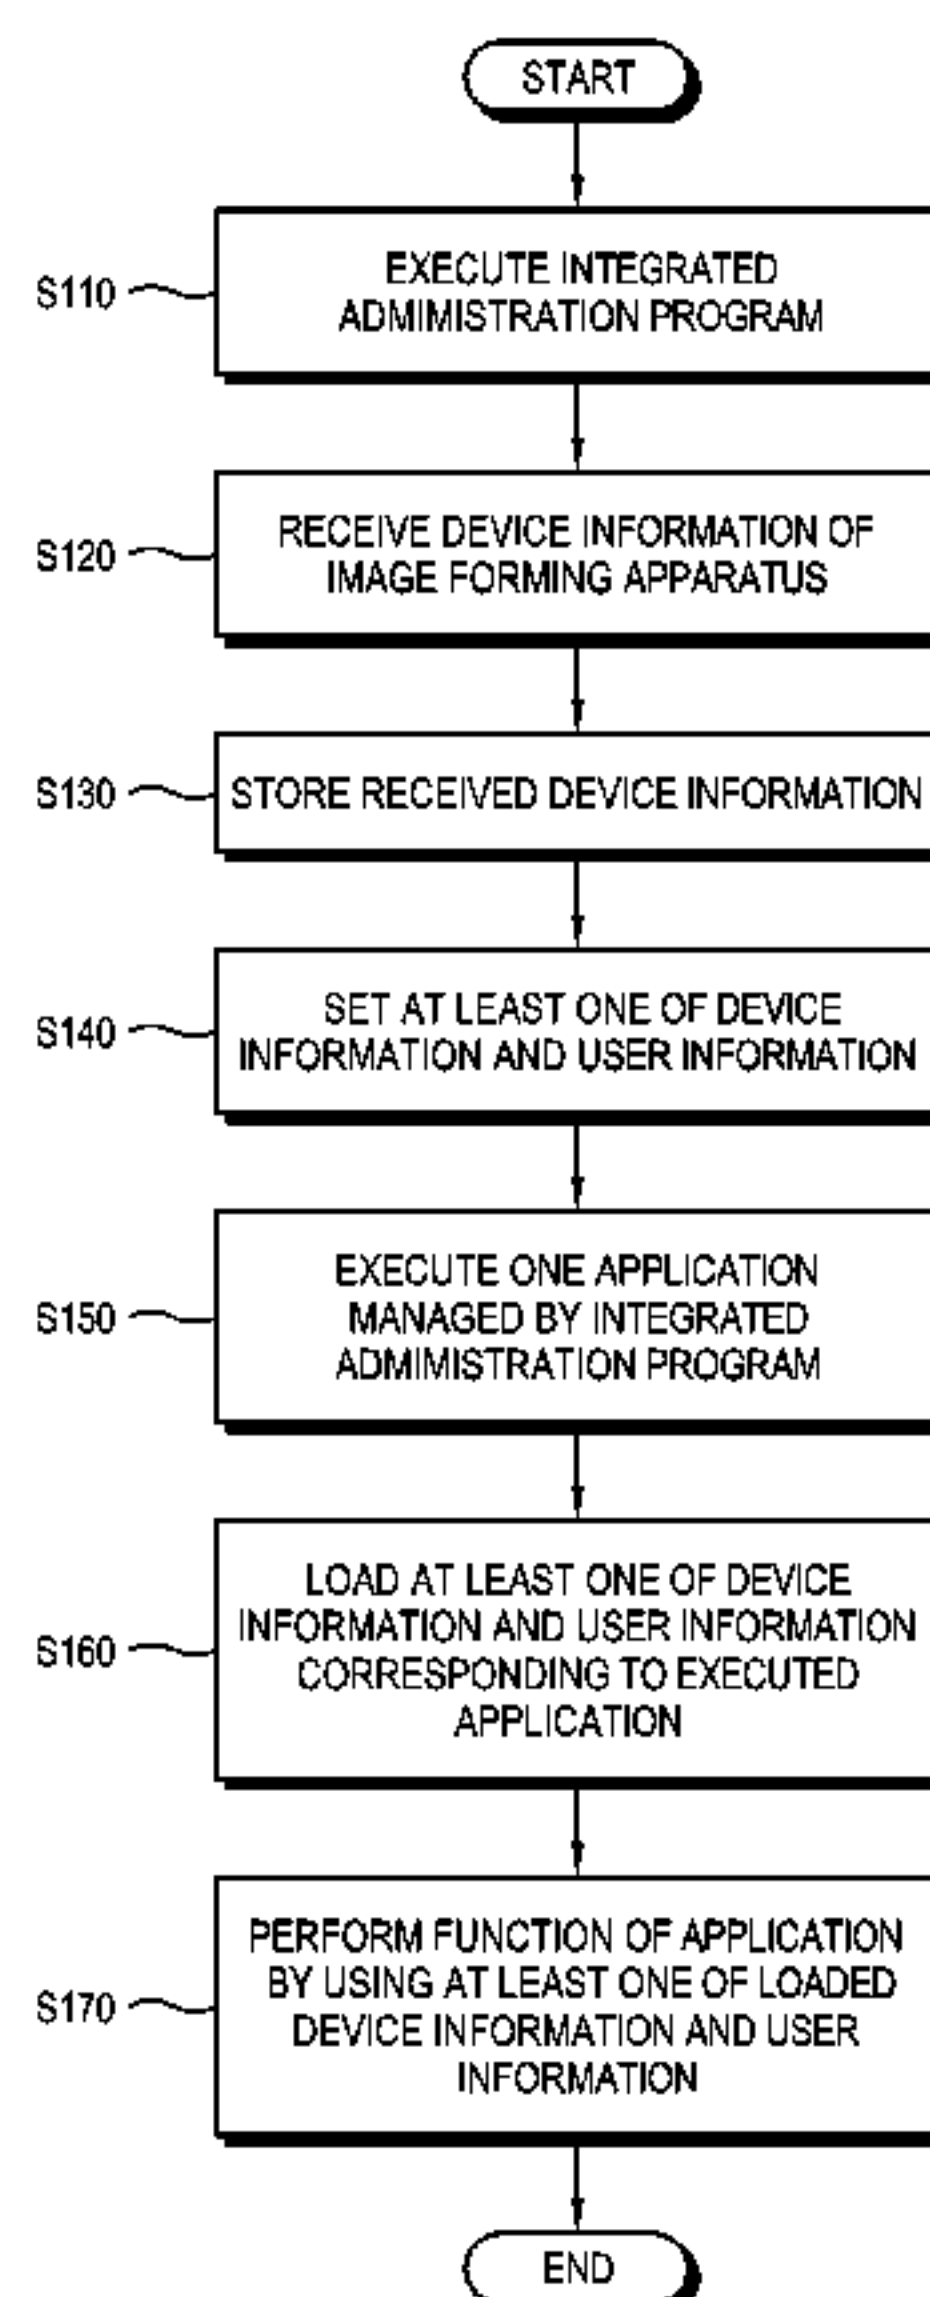 START
S110
EXECUTE INTEGRATED
ADMIMISTRATION PROGRAM
S120
RECEIVE DEVICE INFORMATION OF
IMAGE FORMING APPARATUS
S130
STORE RECEIVED DEVICE INFORMATION
S140
SET AT LEAST ONE OF DEVICE
INFORMATION AND USER INFORMATION
S150
EXECUTE ONE APPLICATION
MANAGED BY INTEGRATED
ADMIMISTRATION PROGRAM
S160
LOAD AT LEAST ONE OF DEVICE
INFORMATION AND USER INFORMATION
CORRESPONDING TO EXECUTED
APPLICATION
S170
PERFORM FUNCTION OF APPLICATION
BY USING AT LEAST ONE OF LOADED
DEVICE INFORMATION AND USER
INFORMATION
END